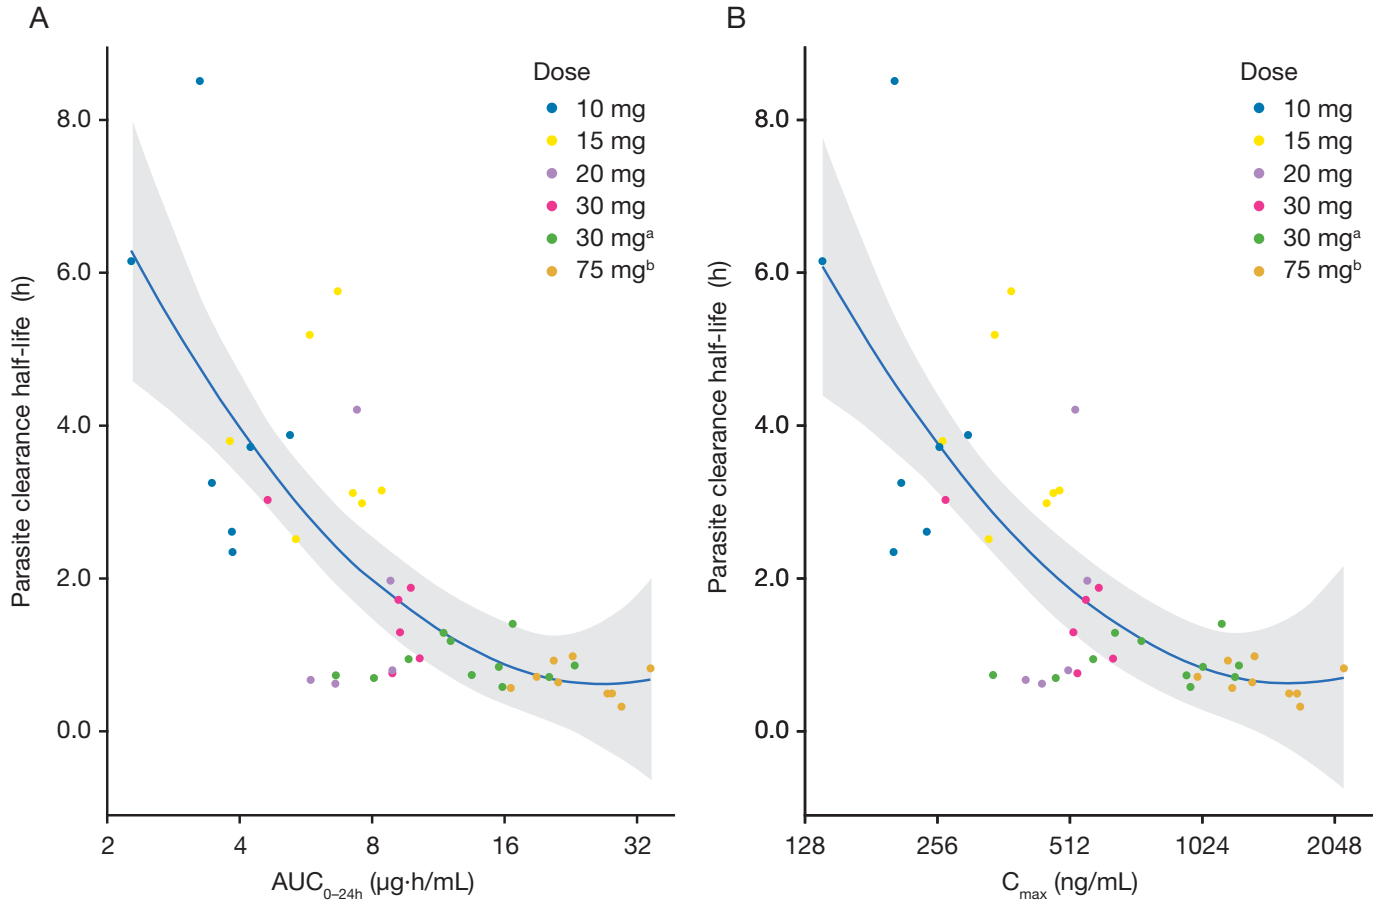 A
Parasite clearance half-life (h)
8.0
6.0
4.0
2.0
0.0
2
4
8
16
32
AUC0–24h (µg·h/mL)
Dose
10 mg
15 mg
20 mg
30 mg
30 mga
75 mgb
B
Parasite clearance half-life (h)
8.0
6.0
4.0
2.0
0.0
128
256
512
1024
2048
Cmax (ng/mL)
Dose
10 mg
15 mg
20 mg
30 mg
30 mga
75 mgb